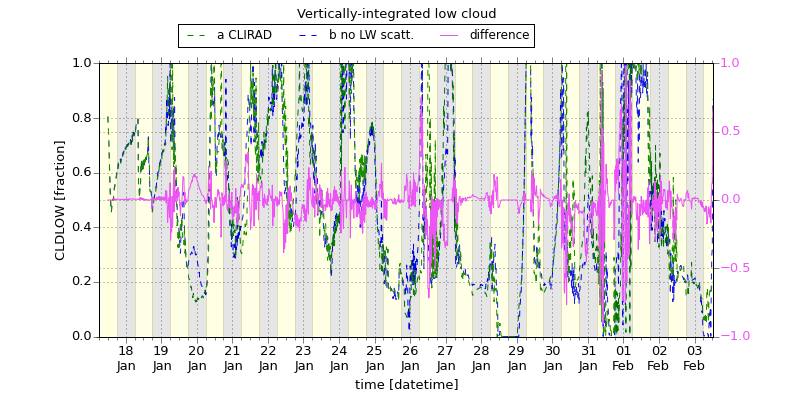 Vertically-integrated low cloud
a CLIRAD b no LW scatt. difference
1.0 1.0
0.8
0.5
0.6
0.0
0.4
0.2 −0.5
0.0 −1.0
CLDLOW [fraction]
18 19 20 21 22 23 24 25 26 27 28 29 30 31 01 02 03
Jan Jan Jan Jan Jan Jan Jan Jan Jan Jan Jan Jan Jan Jan Feb Feb Feb
time [datetime]